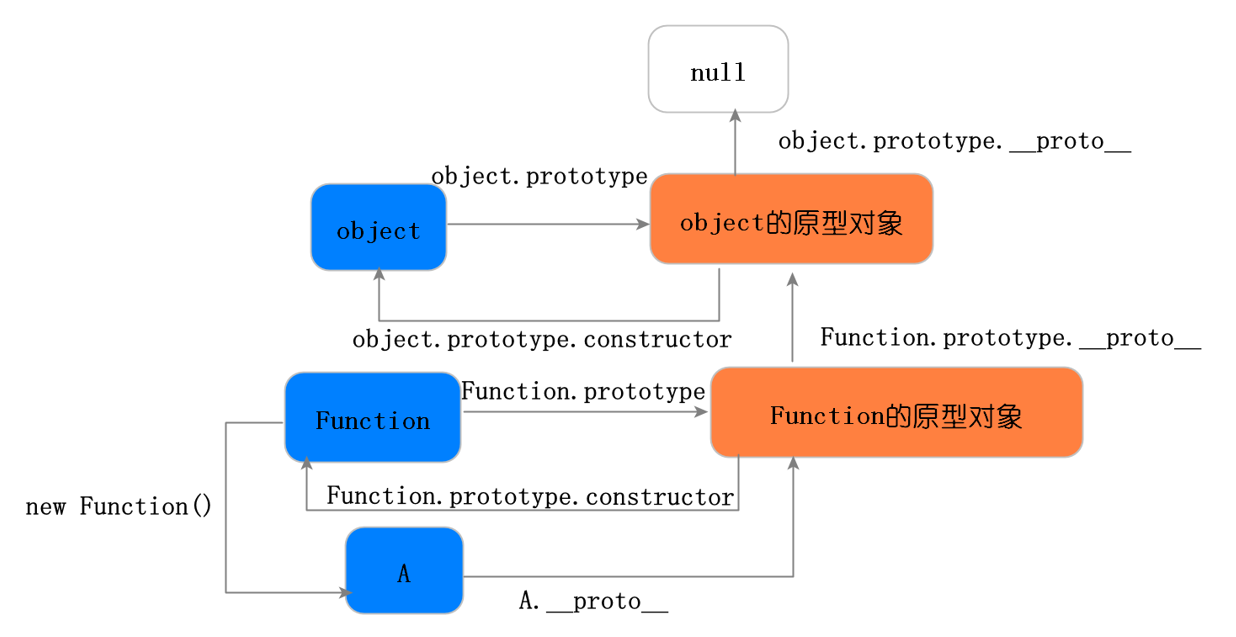 null
object.prototype.__proto__
object.prototype
object
object的原型对象
object.prototype.constructor
Function.prototype.__proto__
Function.prototype
Function
Function的原型对象
Function.prototype.constructor
new Function()
A
A.__proto__